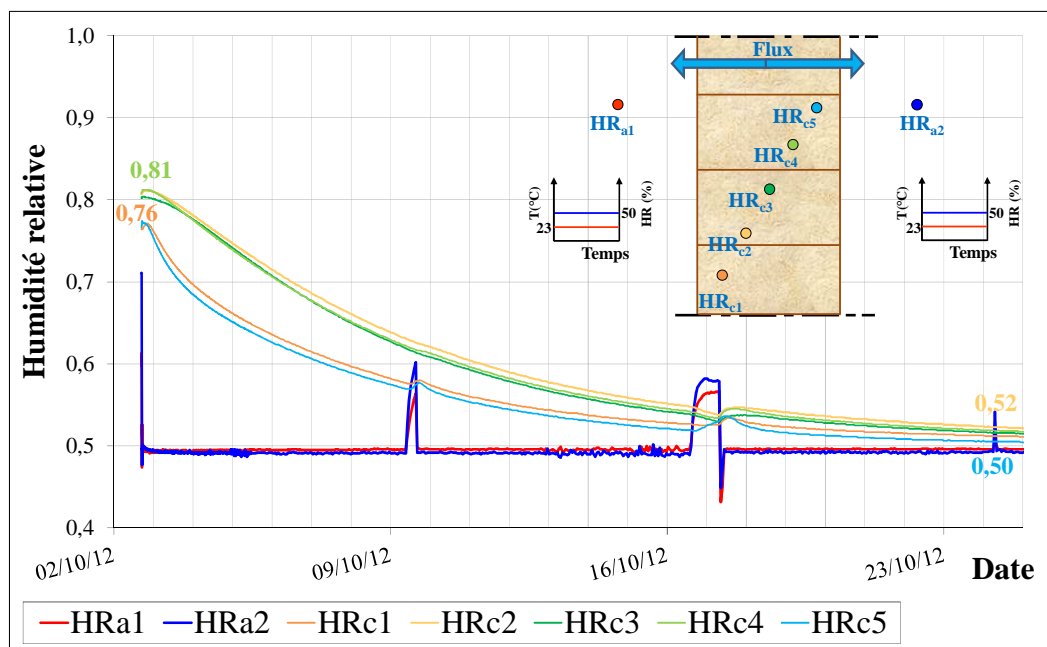 Humidité relative
1,0
0,9
0,8
0,7
0,6
0,5
0,4
0,81
0,76
0,52
0,50
Flux
HRa1
HRa2
HRc5
HRc4
HRc3
HRc2
HRc1
T(°C)
HR (%)
50
23
Temps
T(°C)
HR (%)
50
23
Temps
02/10/12
09/10/12
16/10/12
23/10/12
Date
HRa1 HRa2 HRc1 HRc2 HRc3 HRc4 HRc5